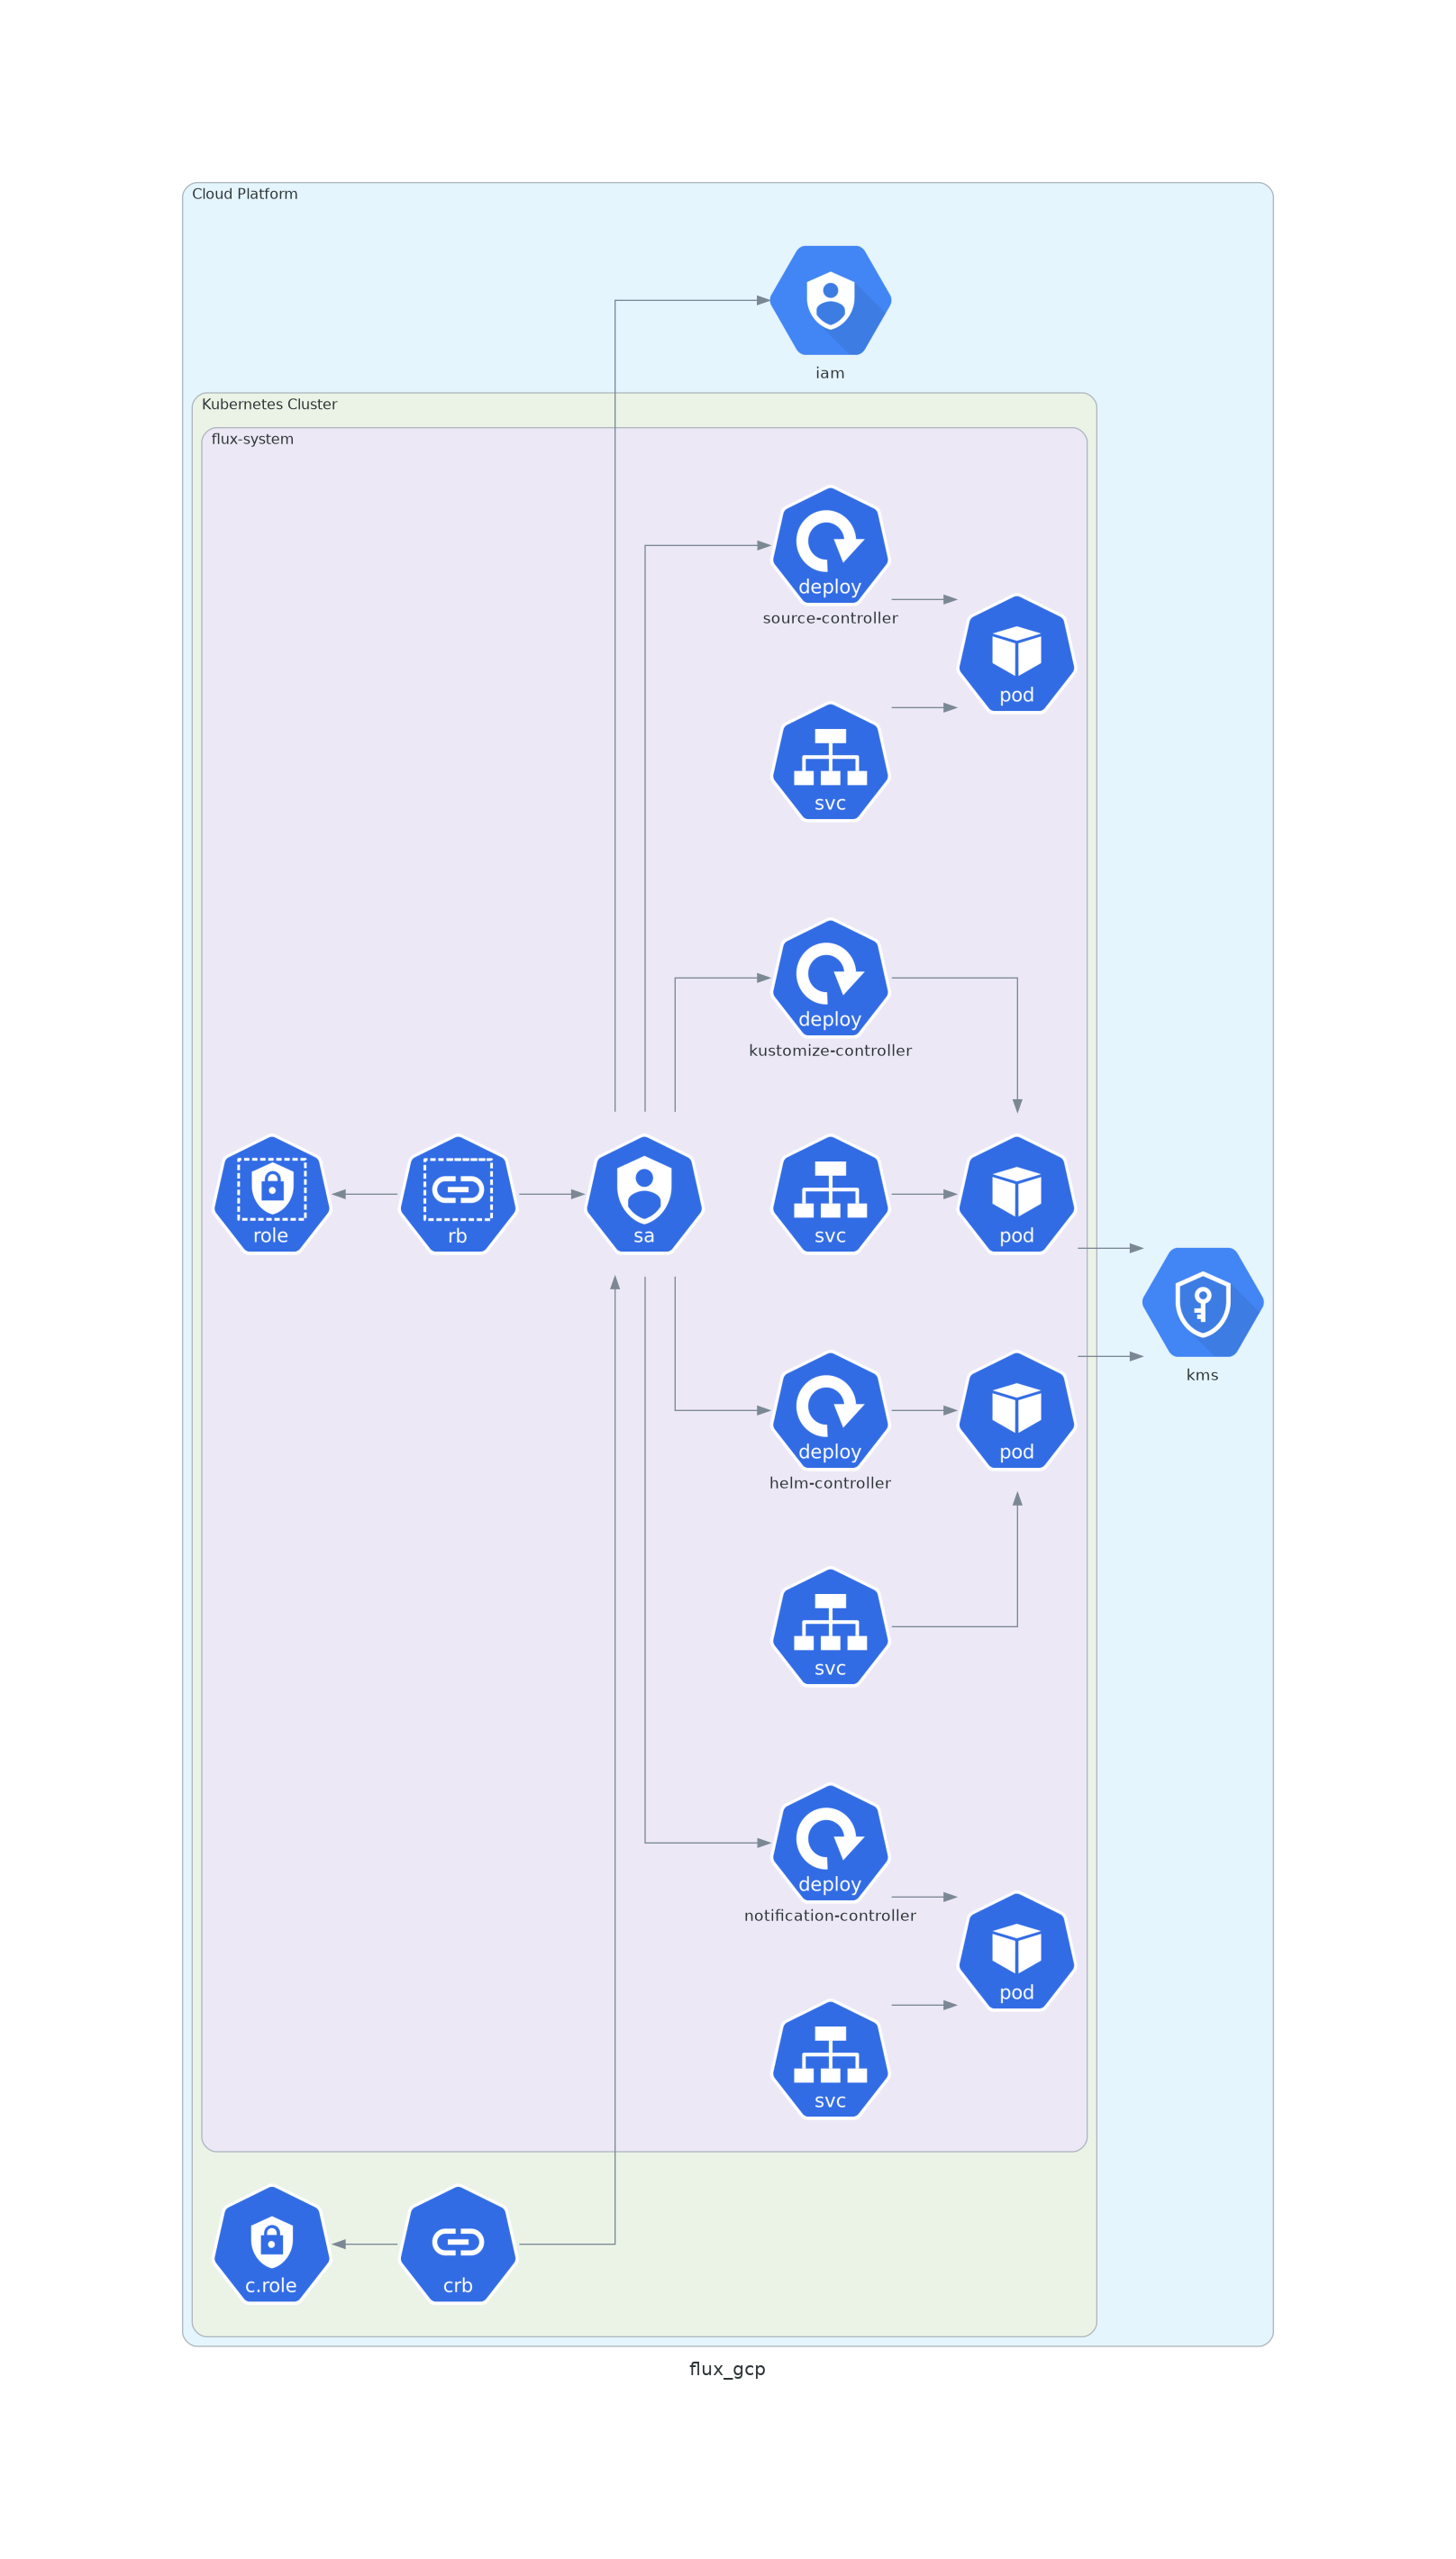 Cloud Platform
iam
Kubernetes Cluster
flux-system
deploy
source-controller
pod
svc
deploy
kustomize-controller
role
rb
sa
svc
pod
kms
deploy
pod
helm-controller
svc
deploy
notification-controller
pod
svc
c.role
crb
flux_gcp